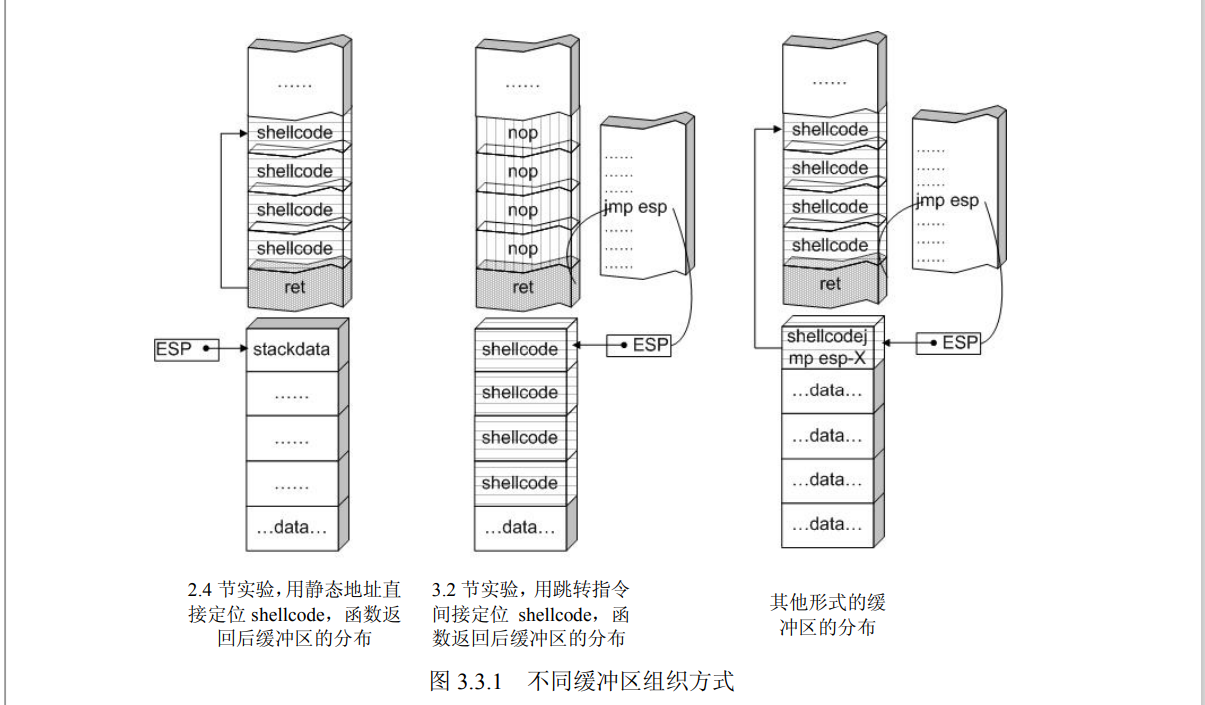 ……
shellcode
shellcode
shellcode
shellcode
ret
ESP
stackdata
……
……
……
…data…
2.4 节实验，用静态地址直
接定位 shellcode，函数返
回后缓冲区的分布
……
nop
nop
nop
nop
ret
……
……
……
jmp esp
……
……
……
ESP
shellcode
shellcode
shellcode
shellcode
…data…
3.2 节实验，用跳转指令
间接定位 shellcode，函
数返回后缓冲区的分布
……
shellcode
shellcode
shellcode
shellcode
ret
……
……
……
jmp esp
……
……
……
ESP
shellcodej
mp esp-X
…data…
…data…
…data…
…data…
其他形式的缓
冲区的分布
图 3.3.1 不同缓冲区组织方式